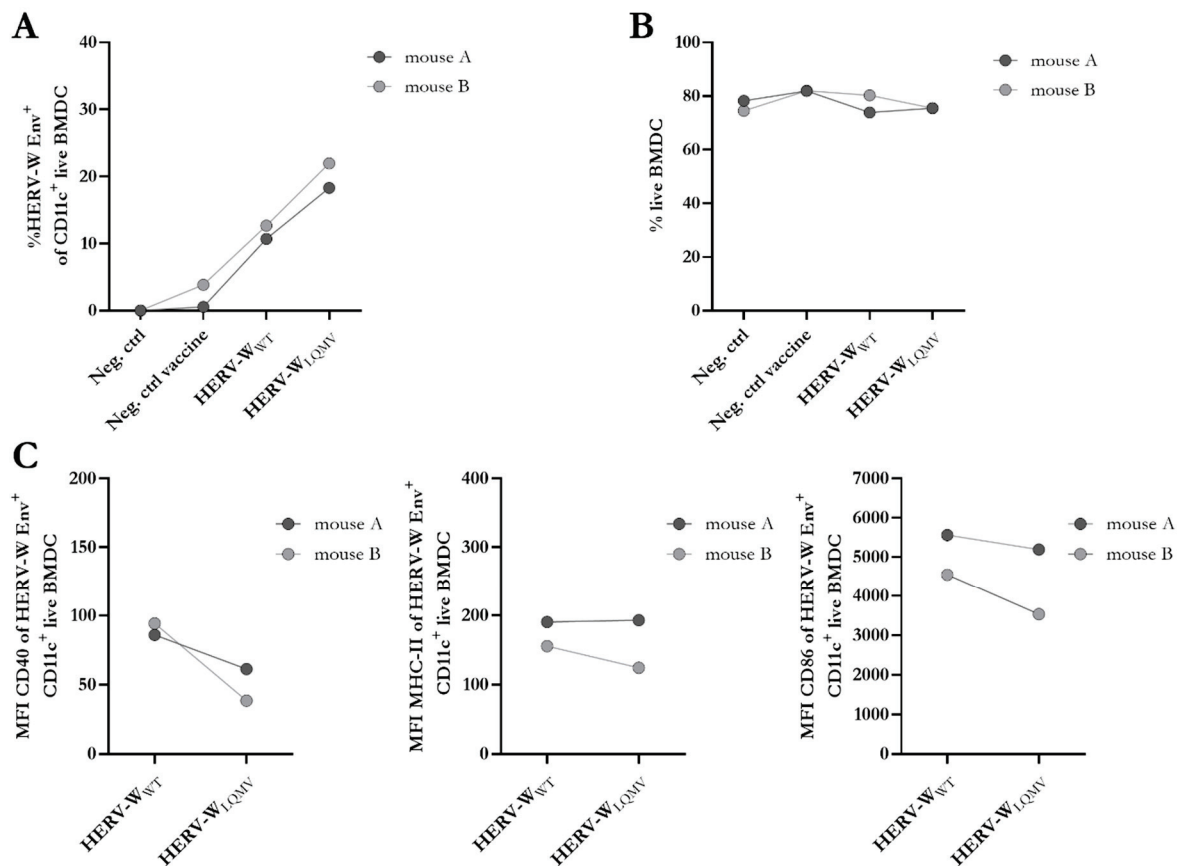 A
%HERV-W Env+
of CD11c+ live BMDC
40
30
20
10
0
Neg. ctrl
Neg. ctrl vaccine
HERV-WWT
HERV-WLQMV
mouse A
mouse B
B
% live BMDC
100
80
60
40
20
0
Neg. ctrl
Neg. ctrl vaccine
HERV-WWT
HERV-WLQMV
mouse A
mouse B
C
MFI CD40 of HERV-W Env+
CD11c+ live BMDC
200
150
100
50
0
HERV-WWT
HERV-WLQMV
mouse A
mouse B
MFI MHC-II of HERV-W Env+
CD11c+ live BMDC
400
300
200
100
0
HERV-WWT
HERV-WLQMV
mouse A
mouse B
MFI CD86 of HERV-W Env+
CD11c+ live BMDC
7000
6000
5000
4000
3000
2000
1000
0
HERV-WWT
HERV-WLQMV
mouse A
mouse B